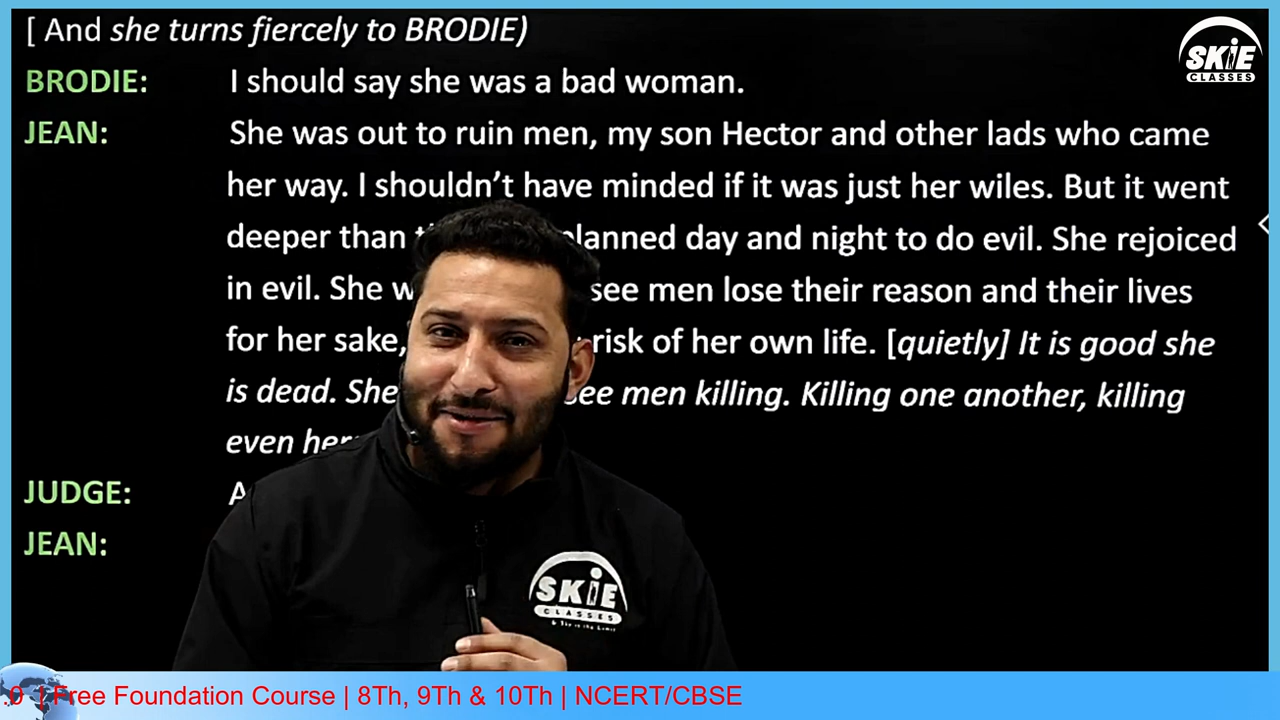 [ And she turns fiercely to BRODIE)
SKiE
CLASSES
BRODIE: I should say she was a bad woman.
JEAN: She was out to ruin men, my son Hector and other lads who came
her way. I shouldn't have minded if it was just her wiles. But it went
deeper than planned day and night to do evil. She rejoiced
in evil. She see men lose their reason and their lives
for her sake, risk of her own life. [quietly] It is good she
is dead. She see men killing. Killing one another, killing
even
JUDGE:
JEAN:
SKiE
CLASSES
Free Foundation Course | 8Th, 9Th & 10Th | NCERT/CBSE